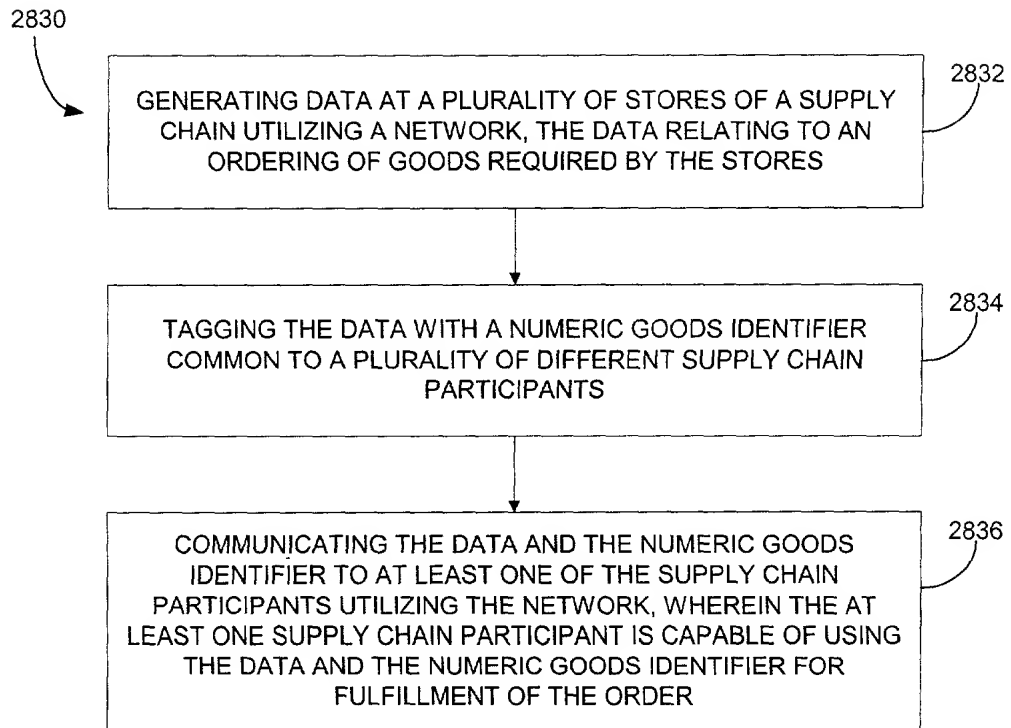 2830
2832
GENERATING DATA AT A PLURALITY OF STORES OF A SUPPLY
CHAIN UTILIZING A NETWORK, THE DATA RELATING TO AN
ORDERING OF GOODS REQUIRED BY THE STORES
2834
TAGGING THE DATA WITH A NUMERIC GOODS IDENTIFIER
COMMON TO A PLURALITY OF DIFFERENT SUPPLY CHAIN
PARTICIPANTS
2836
COMMUNICATING THE DATA AND THE NUMERIC GOODS
IDENTIFIER TO AT LEAST ONE OF THE SUPPLY CHAIN
PARTICIPANTS UTILIZING THE NETWORK, WHEREIN THE AT
LEAST ONE SUPPLY CHAIN PARTICIPANT IS CAPABLE OF USING
THE DATA AND THE NUMERIC GOODS IDENTIFIER FOR
FULFILLMENT OF THE ORDER